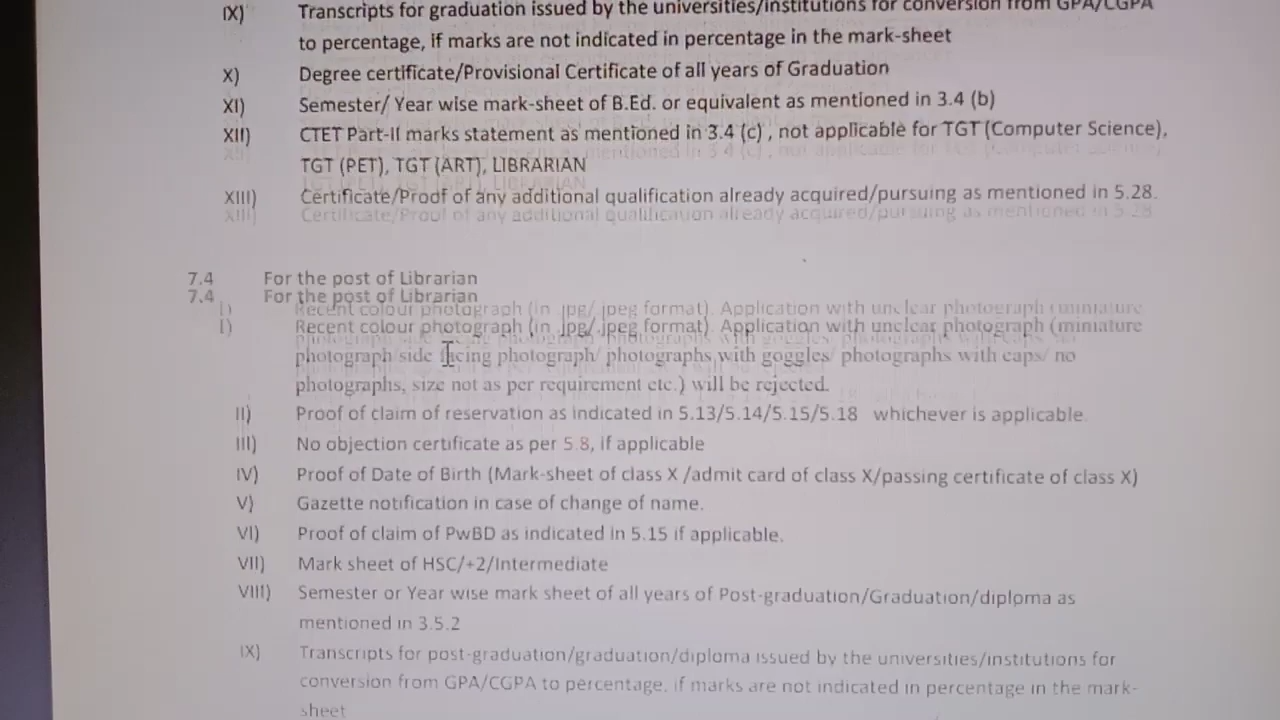 IX) Transcripts for graduation issued by the universities/institutions for conversion from GPA/CGPA
to percentage, if marks are not indicated in percentage in the mark-sheet
X) Degree certificate/Provisional Certificate of all years of Graduation
XI) Semester/ Year wise mark-sheet of B.Ed. or equivalent as mentioned in 3.4 (b)
XII) CTET Part-II marks statement as mentioned in 3.4 (c) , not applicable for TGT (Computer Science),
TGT (PET), TGT (ART), LIBRARIAN
XIII) Certificate/Proof of any additional qualification already acquired/pursuing as mentioned in 5.28.
7.4 For the post of Librarian
I) Recent colour photograph (in .jpg/.jpeg format). Application with unclear photograph (miniature
photograph/side facing photograph/ photographs with goggles/ photographs with caps/ no
photographs, size not as per requirement etc.) will be rejected.
II) Proof of claim of reservation as indicated in 5.13/5.14/5.15/5.18 whichever is applicable.
III) No objection certificate as per 5.8, if applicable
IV) Proof of Date of Birth (Mark-sheet of class X /admit card of class X/passing certificate of class X)
V) Gazette notification in case of change of name.
VI) Proof of claim of PwBD as indicated in 5.15 if applicable.
VII) Mark sheet of HSC/+2/Intermediate
VIII) Semester or Year wise mark sheet of all years of Post-graduation/Graduation/diploma as
mentioned in 3.5.2
IX) Transcripts for post-graduation/graduation/diploma issued by the universities/institutions for
conversion from GPA/CGPA to percentage, if marks are not indicated in percentage in the mark-
sheet